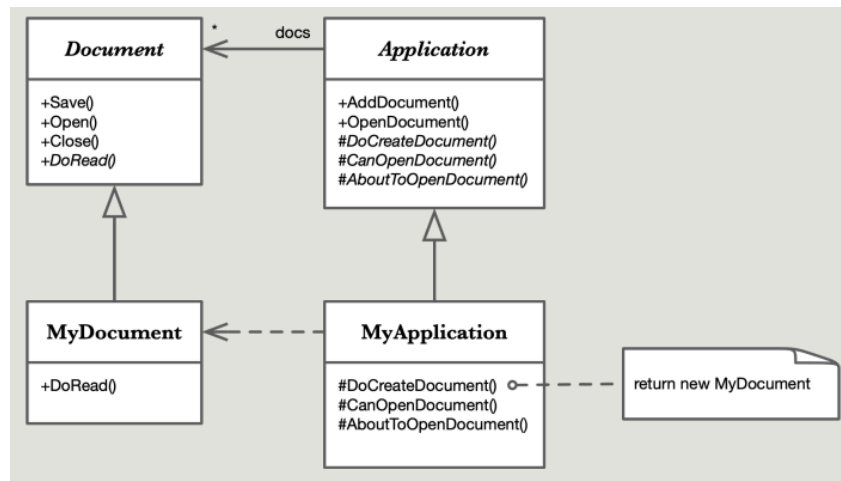 Document
* docs
Application
+Save()
+Open()
+Close()
+DoRead()
+AddDocument()
+OpenDocument()
#DoCreateDocument()
#CanOpenDocument()
#AboutToOpenDocument()
MyDocument
+DoRead()
MyApplication
#DoCreateDocument()
#CanOpenDocument()
#AboutToOpenDocument()
return new MyDocument